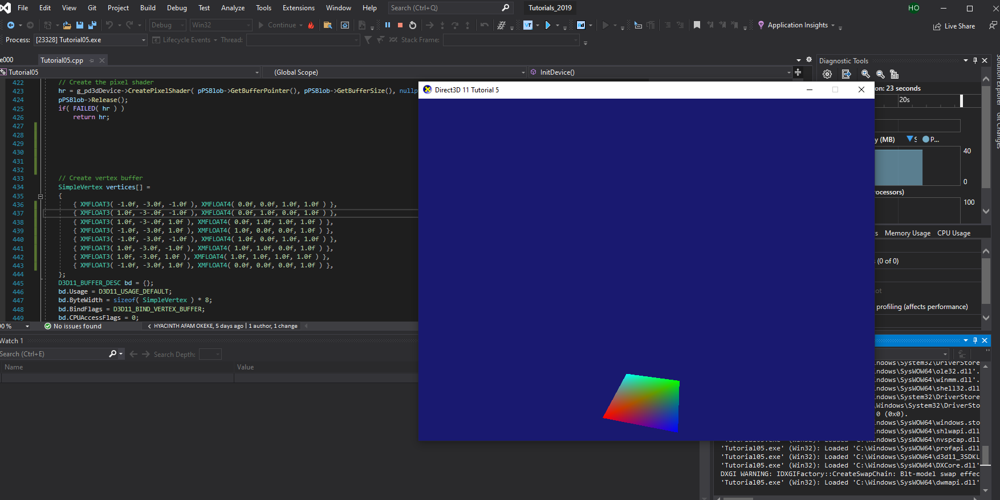 File Edit View Git Project Build Debug Test Analyze Tools Extensions Window Help Search (Ctrl+Q) Tutorials_2019 HO
Debug Win32 Continue Application Insights Live Share
Process: [23328] Tutorial05.exe Lifecycle Events Thread: Stack Frame:
e000 Tutorial05.cpp Diagnostic Tools
Tutorial05 (Global Scope) InitDevice()
422 // Create the pixel shader
423 hr = g_pd3dDevice->CreatePixelShader( pPSBlob->GetBufferPointer(), pPSBlob->GetBufferSize(), nullp
424 pPSBlob->Release();
425 if( FAILED( hr ) )
426 return hr;
427
428
429
430
431
432
433 // Create vertex buffer
434 SimpleVertex vertices[] =
435 {
436 { XMFLOAT3( -1.0f, -3.0f, -1.0f ), XMFLOAT4( 0.0f, 0.0f, 1.0f, 1.0f ) },
437 { XMFLOAT3( 1.0f, -3-.0f, -1.0f ), XMFLOAT4( 0.0f, 1.0f, 0.0f, 1.0f ) },
438 { XMFLOAT3( 1.0f, -3-.0f, 1.0f ), XMFLOAT4( 0.0f, 1.0f, 1.0f, 1.0f ) },
439 { XMFLOAT3( -1.0f, -3.0f, 1.0f ), XMFLOAT4( 1.0f, 0.0f, 0.0f, 1.0f ) },
440 { XMFLOAT3( -1.0f, -3.0f, -1.0f ), XMFLOAT4( 1.0f, 0.0f, 1.0f, 1.0f ) },
441 { XMFLOAT3( 1.0f, -3.0f, -1.0f ), XMFLOAT4( 1.0f, 1.0f, 0.0f, 1.0f ) },
442 { XMFLOAT3( 1.0f, -3.0f, 1.0f ), XMFLOAT4( 1.0f, 1.0f, 1.0f, 1.0f ) },
443 { XMFLOAT3( -1.0f, -3.0f, 1.0f ), XMFLOAT4( 0.0f, 0.0f, 0.0f, 1.0f ) },
444 };
445 D3D11_BUFFER_DESC bd = {};
446 bd.Usage = D3D11_USAGE_DEFAULT;
447 bd.ByteWidth = sizeof( SimpleVertex ) * 8;
448 bd.BindFlags = D3D11_BIND_VERTEX_BUFFER;
449 bd.CPUAccessFlags = 0;
00 % No issues found HYACINTH AFAM OKEKE, 5 days ago | 1 author, 1 change
Direct3D 11 Tutorial 5
on: 23 seconds
20s
y (MB) S P...
40
0
ocessors)
100
s Memory Usage CPU Usage
s (0 of 0)
ot
profiling (affects performance)
Solution Explorer
Git Changes
Watch 1
Search (Ctrl+E) Search Depth:
Name Value
indows\System32\DriverStore
indows\SysWOW64\ole32.dll'.
indows\SysWOW64\winmm.dll'.
indows\SysWOW64\shell32.dll
indows\System32\DriverStore
\Windows\System32\DriverSto
0 (0x0).
indows\SysWOW64\windows.sto
indows\SysWOW64\shlwapi.dll
'Tutorial05.exe' (Win32): Loaded 'C:\Windows\SysWOW64\nvspcap.dll
'Tutorial05.exe' (Win32): Loaded 'C:\Windows\SysWOW64\profapi.dll
'Tutorial05.exe' (Win32): Loaded 'C:\Windows\SysWOW64\d3d11_3SDKL
'Tutorial05.exe' (Win32): Loaded 'C:\Windows\SysWOW64\DXCore.dll'
DXGI WARNING: IDXGIFactory::CreateSwapChain: Blt-model swap effec
'Tutorial05.exe' (Win32): Loaded 'C:\Windows\SysWOW64\dwmapi.dll'